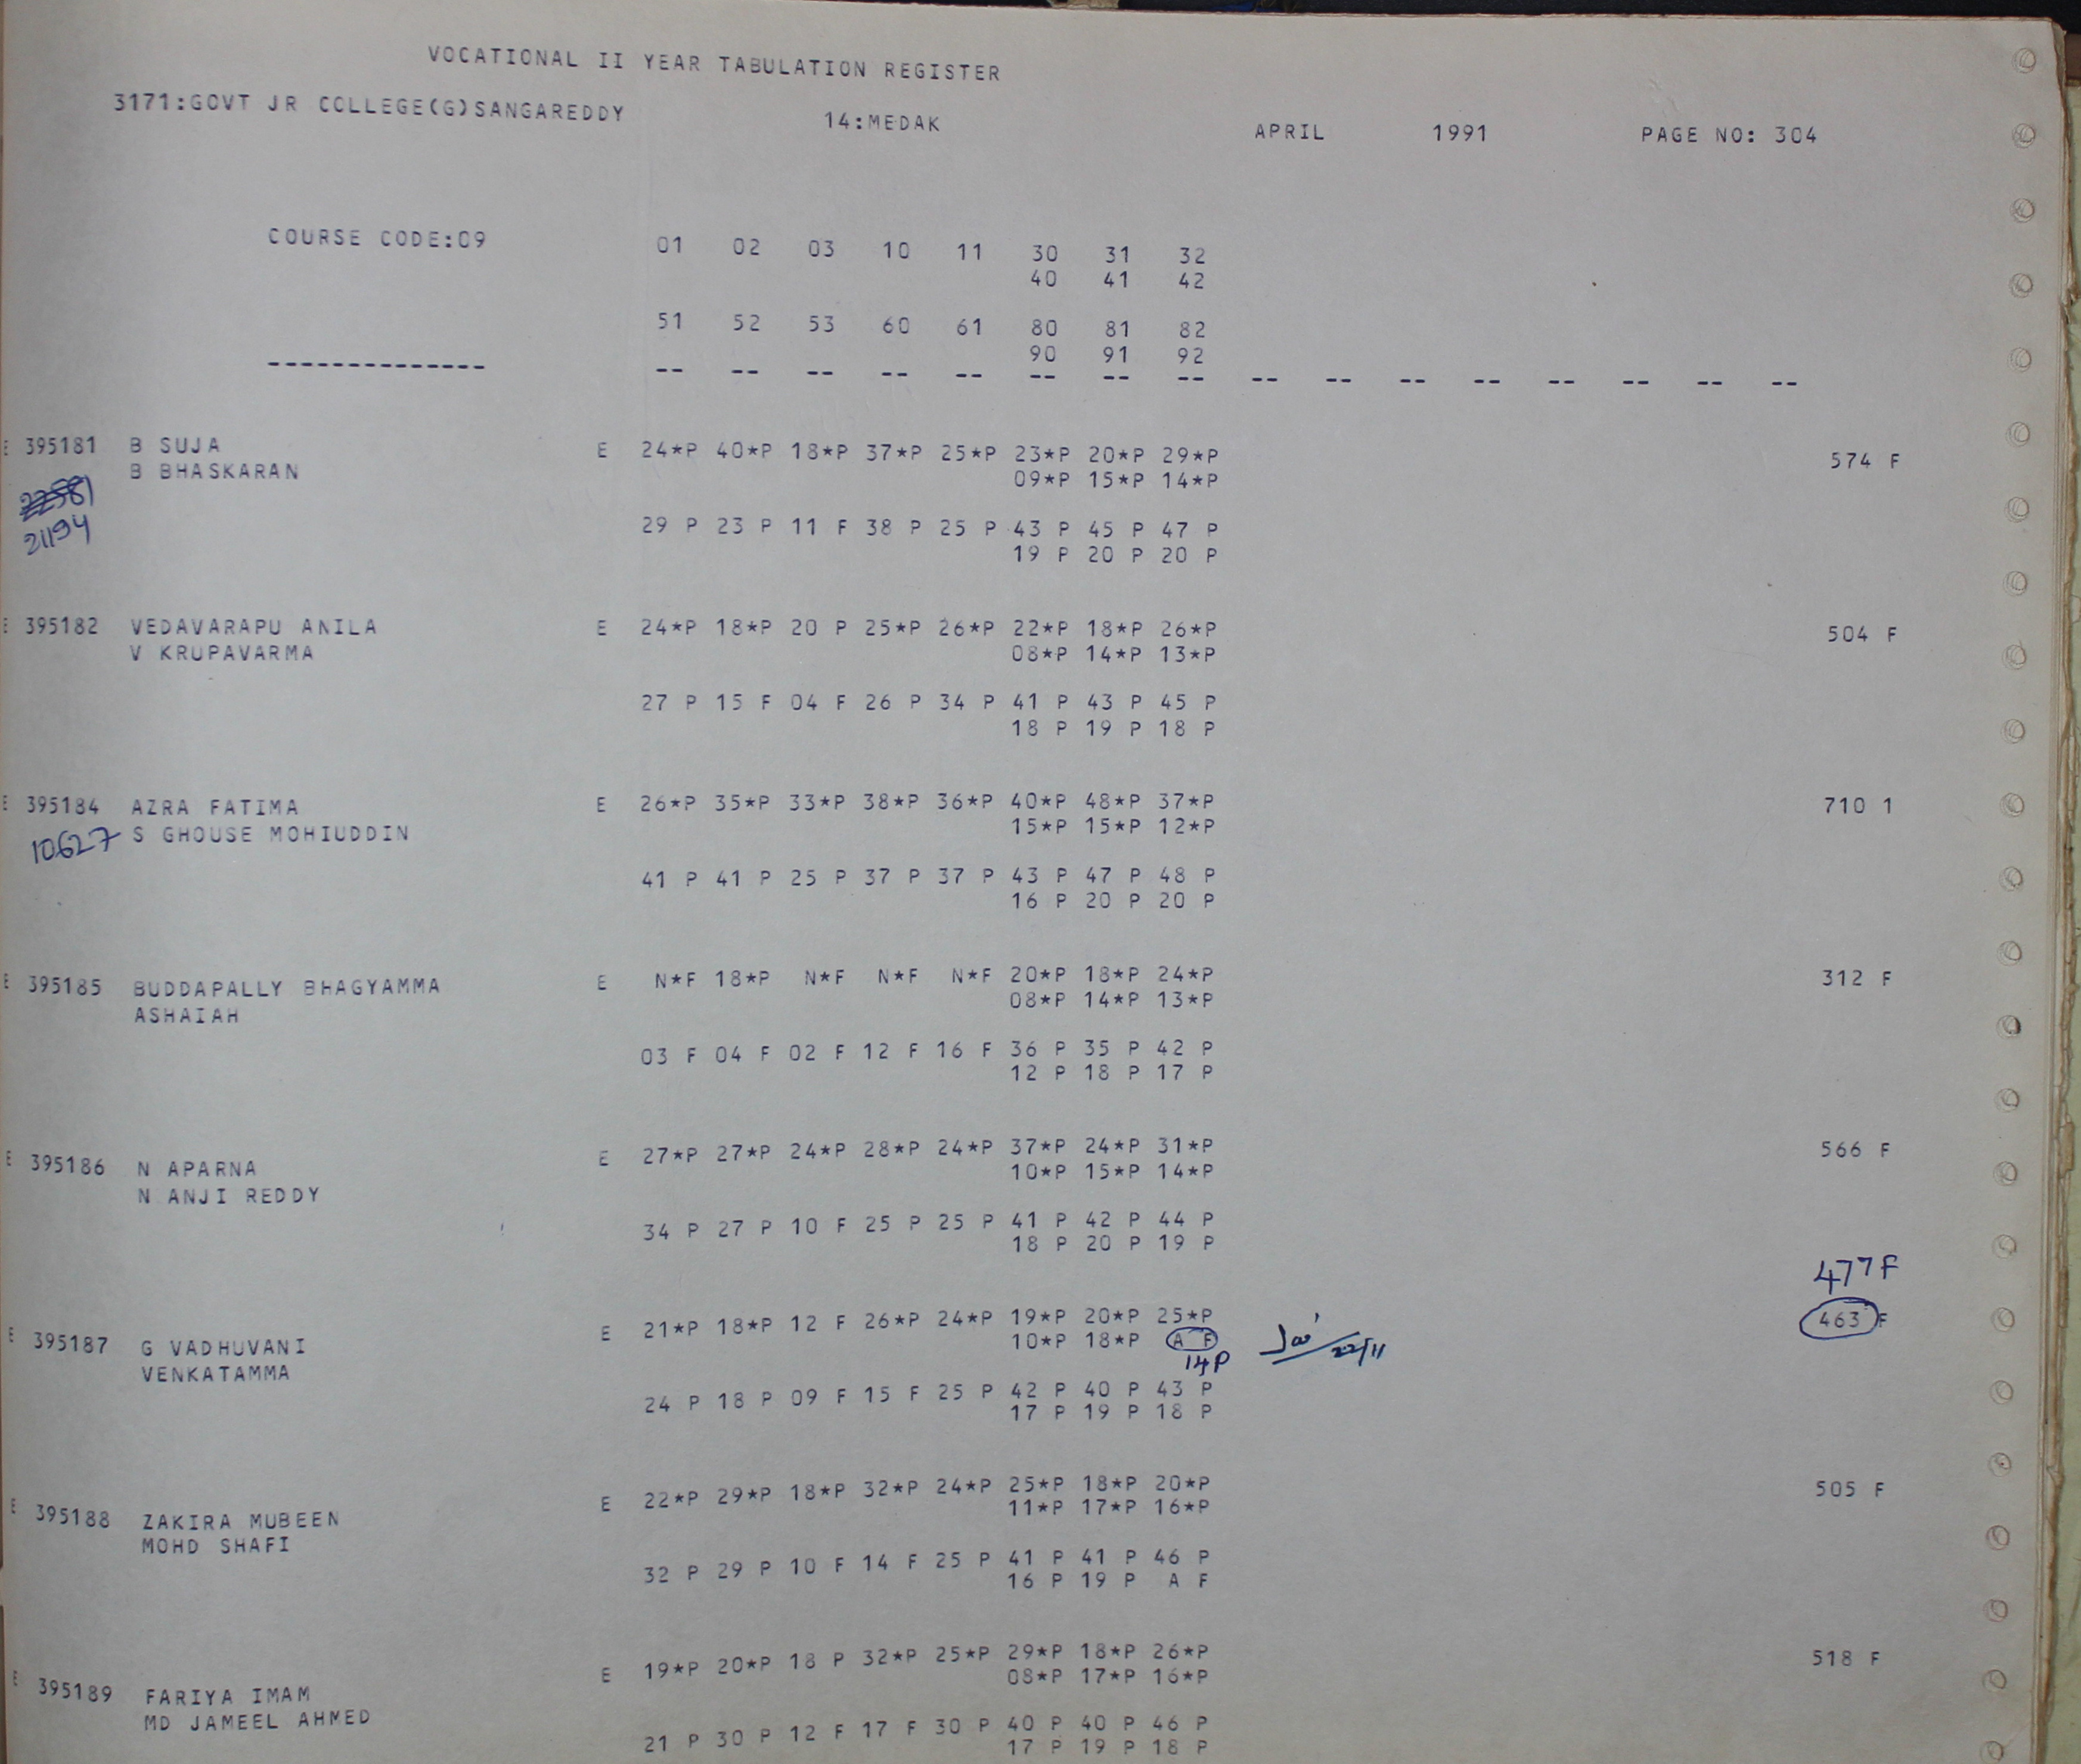 VOCATIONAL II YEAR TABULATION REGISTER
3171:GOVT JR COLLEGE(G)SANGAREDDY 14:MEDAK APRIL 1991 PAGE NO: 304
COURSE CODE:09 01 02 03 10 11 30 31 32
40 41 42
51 52 53 60 61 80 81 82
90 91 92
-------------- -- -- -- -- -- -- -- -- -- -- -- -- -- -- -- --
E 395181 B SUJA E 24*P 40*P 18*P 37*P 25*P 23*P 20*P 29*P 574 F
B BHASKARAN 09*P 15*P 14*P
22581
21194
29 P 23 P 11 F 38 P 25 P 43 P 45 P 47 P
19 P 20 P 20 P
E 395182 VEDAVARAPU ANILA E 24*P 18*P 20 P 25*P 26*P 22*P 18*P 26*P 504 F
V KRUPAVARMA 08*P 14*P 13*P
27 P 15 F 04 F 26 P 34 P 41 P 43 P 45 P
18 P 19 P 18 P
E 395184 AZRA FATIMA E 26*P 35*P 33*P 38*P 36*P 40*P 48*P 37*P 710 1
10627 S GHOUSE MOHIUDDIN 15*P 15*P 12*P
41 P 41 P 25 P 37 P 37 P 43 P 47 P 48 P
16 P 20 P 20 P
E 395185 BUDDAPALLY BHAGYAMMA E N*F 18*P N*F N*F N*F 20*P 18*P 24*P 312 F
ASHAIAH 08*P 14*P 13*P
03 F 04 F 02 F 12 F 16 F 36 P 35 P 42 P
12 P 18 P 17 P
E 395186 N APARNA E 27*P 27*P 24*P 28*P 24*P 37*P 24*P 31*P 566 F
N ANJI REDDY 10*P 15*P 14*P
34 P 27 P 10 F 25 P 25 P 41 P 42 P 44 P
18 P 20 P 19 P
477 F
E 395187 G VADHUVANI E 21*P 18*P 12 F 26*P 24*P 19*P 20*P 25*P 463 F
VENKATAMMA 10*P 18*P A F
14P 22/11
24 P 18 P 09 F 15 F 25 P 42 P 40 P 43 P
17 P 19 P 18 P
E 395188 ZAKIRA MUBEEN E 22*P 29*P 18*P 32*P 24*P 25*P 18*P 20*P 505 F
MOHD SHAFI 11*P 17*P 16*P
32 P 29 P 10 F 14 F 25 P 41 P 41 P 46 P
16 P 19 P A F
E 395189 FARIYA IMAM E 19*P 20*P 18 P 32*P 25*P 29*P 18*P 26*P 518 F
MD JAMEEL AHMED 08*P 17*P 16*P
21 P 30 P 12 F 17 F 30 P 40 P 40 P 46 P
17 P 19 P 18 P